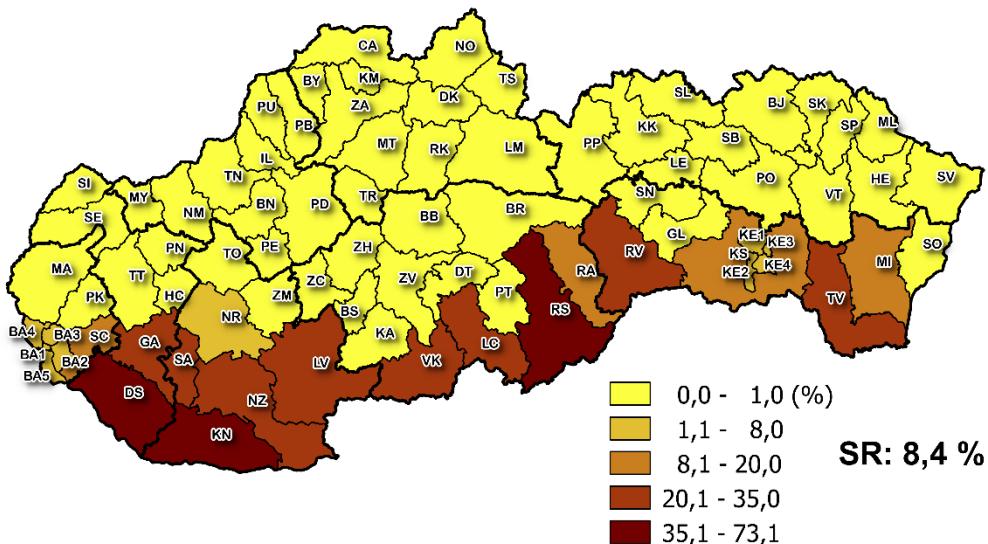 CA
NO
BY
KM
TS
PU
PB
ZA
DK
SL
BJ
SK
SP
ML
KK
SB
MT
RK
LM
PP
LE
PO
HE
SV
VT
IL
TN
SI
MY
NM
BN
PD
TR
SN
SE
BB
BR
PN
TO
PE
ZH
GL
RV
KE1
KE3
SO
MA
TT
HC
KS
KE2
KE4
MI
RA
DT
ZV
ZC
ZM
PK
NR
BS
PT
KA
RS
TV
BA4
BA3
SC
BA1
BA2
BA5
GA
SA
LV
VK
LC
DS
NZ
KN
0,0 - 1,0 (%)
1,1 - 8,0
8,1 - 20,0
20,1 - 35,0
35,1 - 73,1
SR: 8,4 %